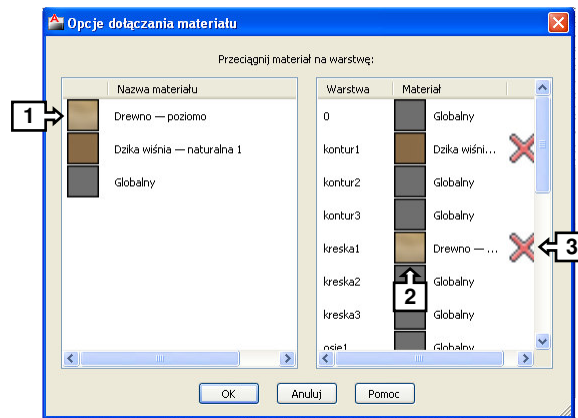 Opcje dołączania materiału
Przeciągnij materiał na warstwę:
Nazwa materiału
Drewno — poziomo
Dzika wiśnia — naturalna 1
Globalny
Warstwa Materiał
0 Globalny
kontur1 Dzika wiśni...
kontur2 Globalny
kontur3 Globalny
kreska1 Drewno — ...
kreska2 Globalny
kreska3 Globalny
osie1 Globalny
1
2
3
OK Anuluj Pomoc